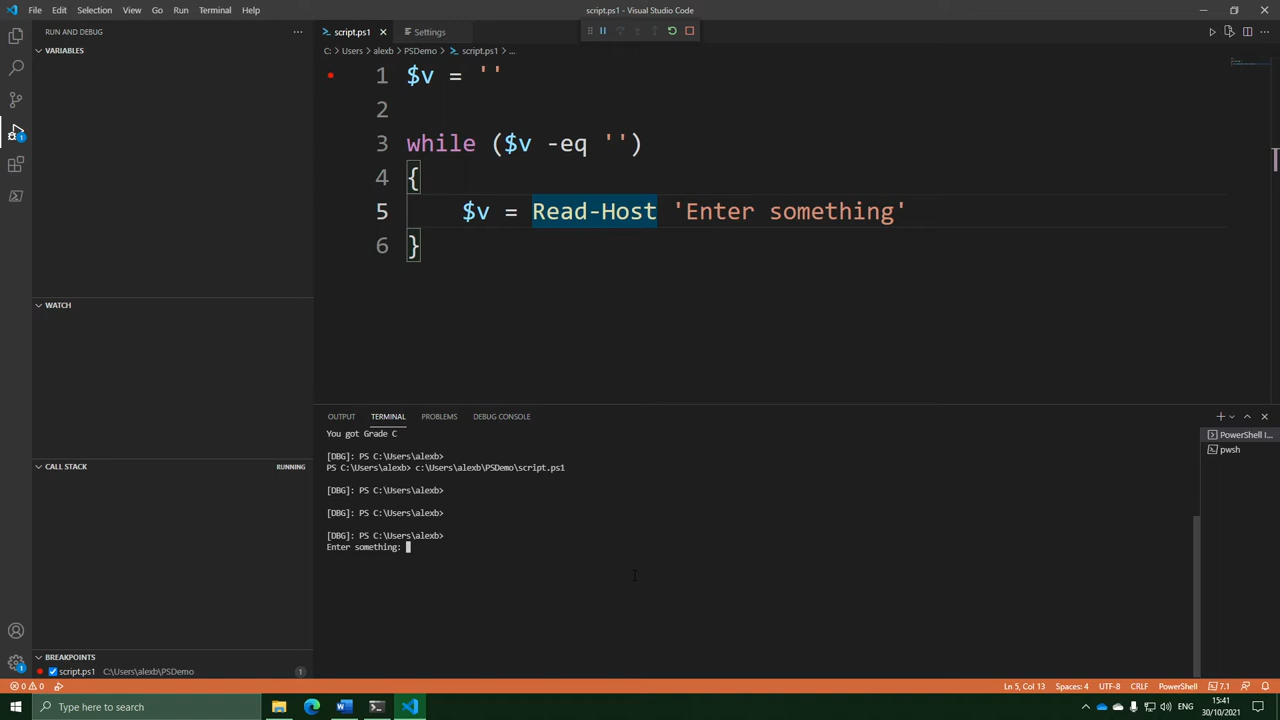 File Edit Selection View Go Run Terminal Help
script.ps1 - Visual Studio Code
RUN AND DEBUG
script.ps1
Settings
VARIABLES
C: > Users > alexb > PSDemo > script.ps1 > ...
1 $v = ''
2
3 while ($v -eq '')
4 {
5 $v = Read-Host 'Enter something'
6 }
WATCH
CALL STACK
RUNNING
BREAKPOINTS
script.ps1 C:\Users\alexb\PSDemo
1
OUTPUT TERMINAL PROBLEMS DEBUG CONSOLE
You got Grade C
[DBG]: PS C:\Users\alexb>
PS C:\Users\alexb> c:\Users\alexb\PSDemo\script.ps1
[DBG]: PS C:\Users\alexb>
[DBG]: PS C:\Users\alexb>
[DBG]: PS C:\Users\alexb>
Enter something:
PowerShell I...
pwsh
1
1
0 0
Ln 5, Col 13 Spaces: 4 UTF-8 CRLF PowerShell 7.1
Type here to search
ENG
15:41
30/10/2021